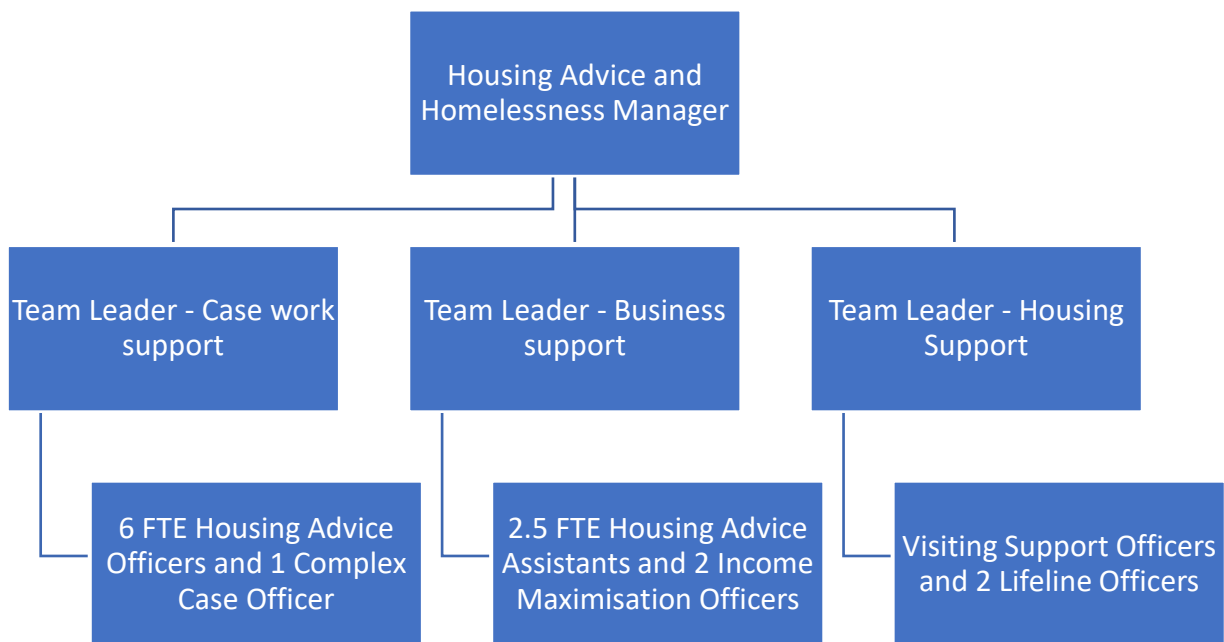 Housing Advice and
Homelessness Manager
Team Leader - Case work
support
Team Leader - Business
support
Team Leader - Housing
Support
6 FTE Housing Advice
Officers and 1 Complex
Case Officer
2.5 FTE Housing Advice
Assistants and 2 Income
Maximisation Officers
Visiting Support Officers
and 2 Lifeline Officers